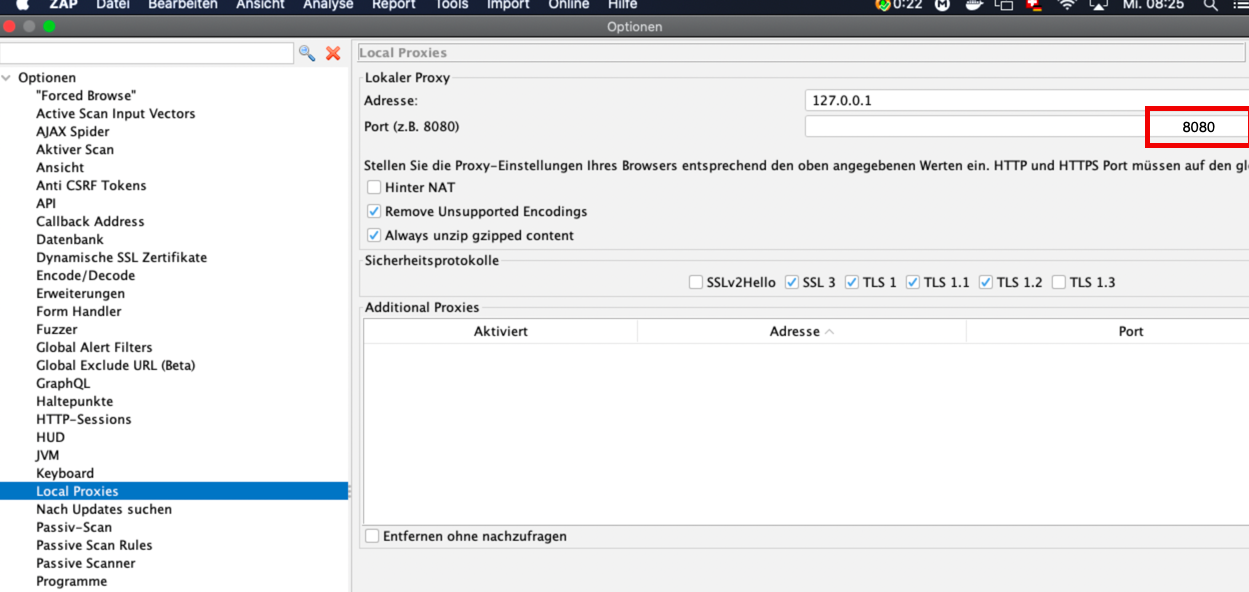 ZAP Datei Bearbeiten Ansicht Analyse Report Tools Import Online Hilfe 0:22 Mi. 08:25
Optionen
Local Proxies
Optionen
"Forced Browse"
Active Scan Input Vectors
AJAX Spider
Aktiver Scan
Ansicht
Anti CSRF Tokens
API
Callback Address
Datenbank
Dynamische SSL Zertifikate
Encode/Decode
Erweiterungen
Form Handler
Fuzzer
Global Alert Filters
Global Exclude URL (Beta)
GraphQL
Haltepunkte
HTTP-Sessions
HUD
JVM
Keyboard
Local Proxies
Nach Updates suchen
Passiv-Scan
Passive Scan Rules
Passive Scanner
Programme
Lokaler Proxy
Adresse: 127.0.0.1
Port (z.B. 8080) 8080
Stellen Sie die Proxy-Einstellungen Ihres Browsers entsprechend den oben angegebenen Werten ein. HTTP und HTTPS Port müssen auf den
Hinter NAT
Remove Unsupported Encodings
Always unzip gzipped content
Sicherheitsprotokolle
SSLv2Hello SSL 3 TLS 1 TLS 1.1 TLS 1.2 TLS 1.3
Additional Proxies
Aktiviert Adresse Port
Entfernen ohne nachzufragen